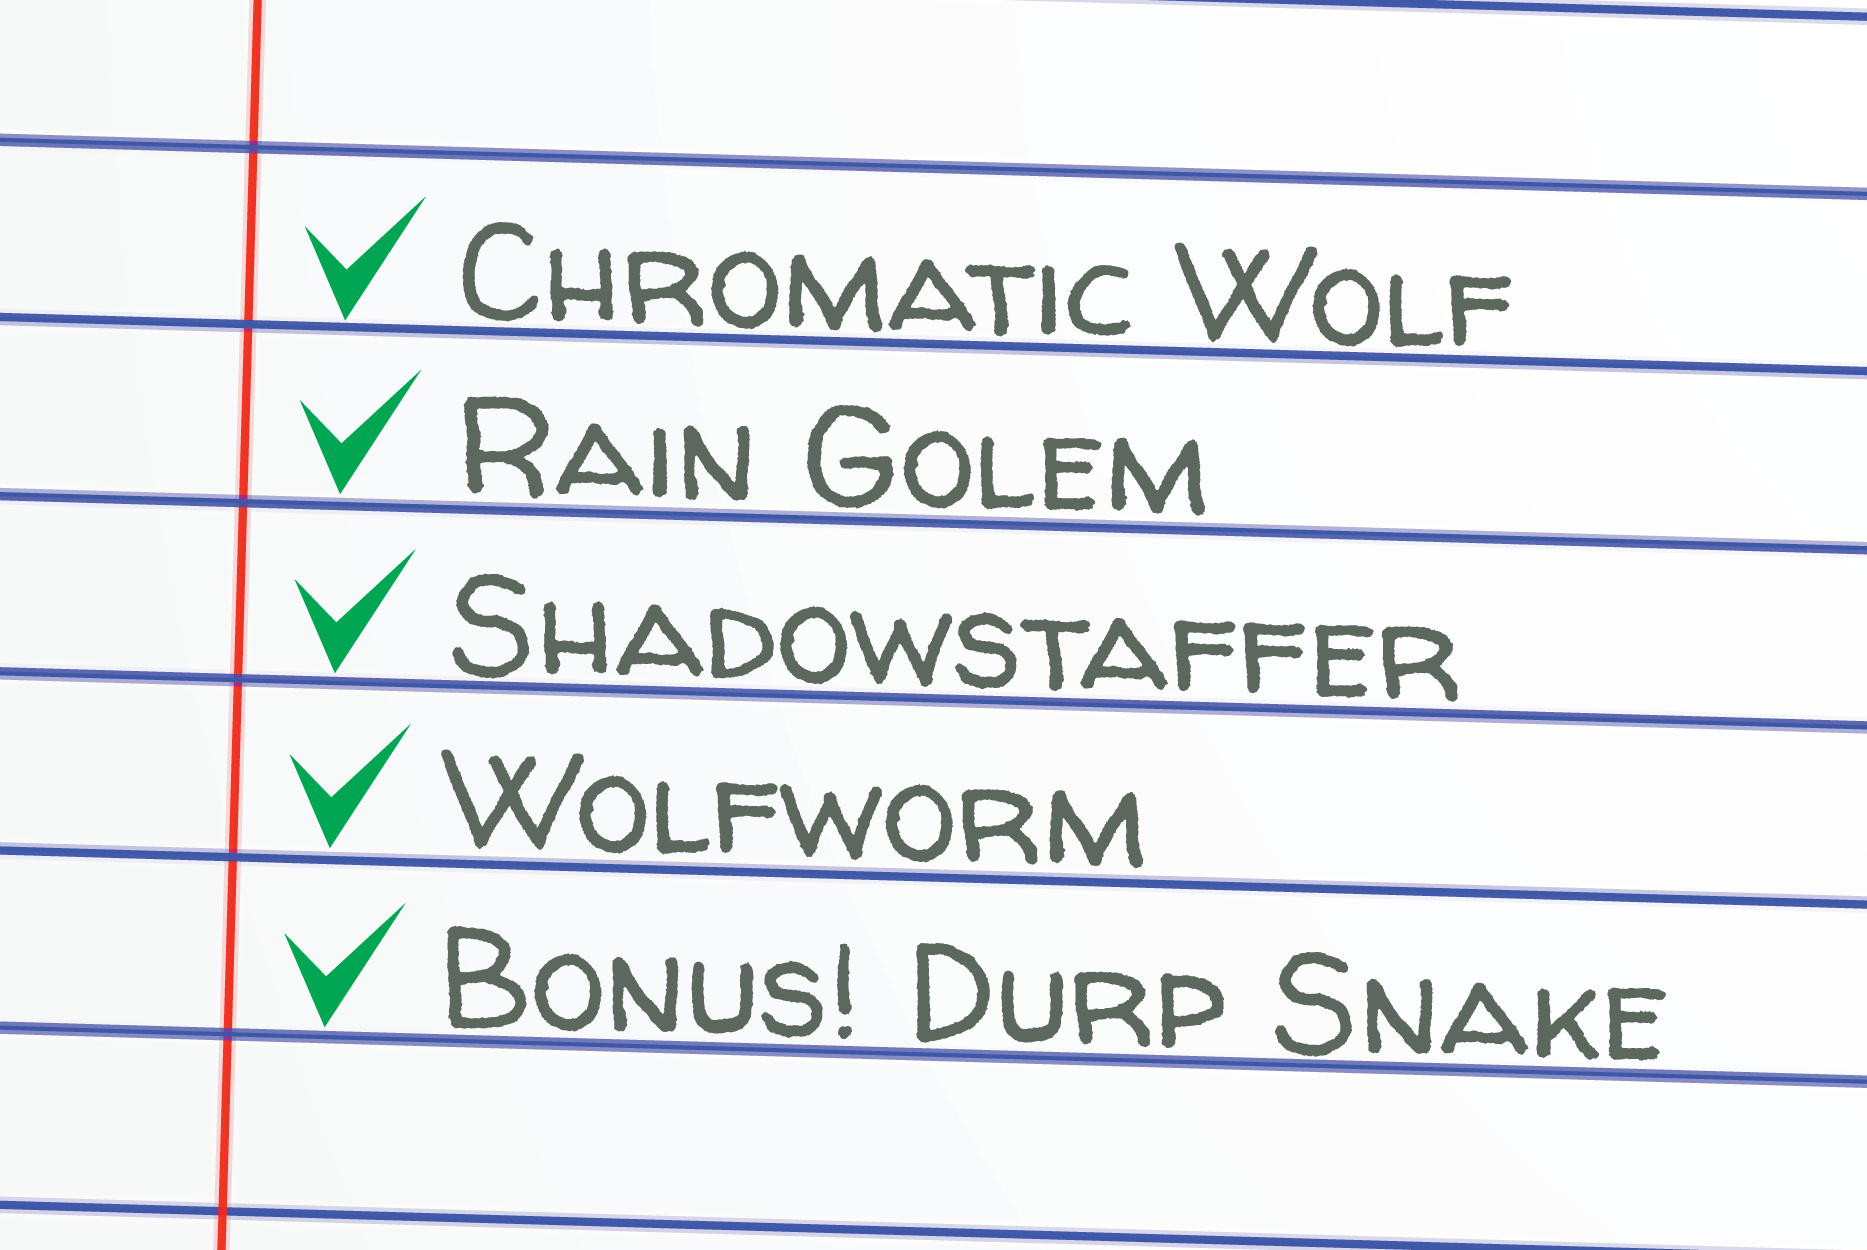 Chromatic Wolf
Rain Golem
Shadowstaffer
Wolfworm
Bonus! Durp Snake